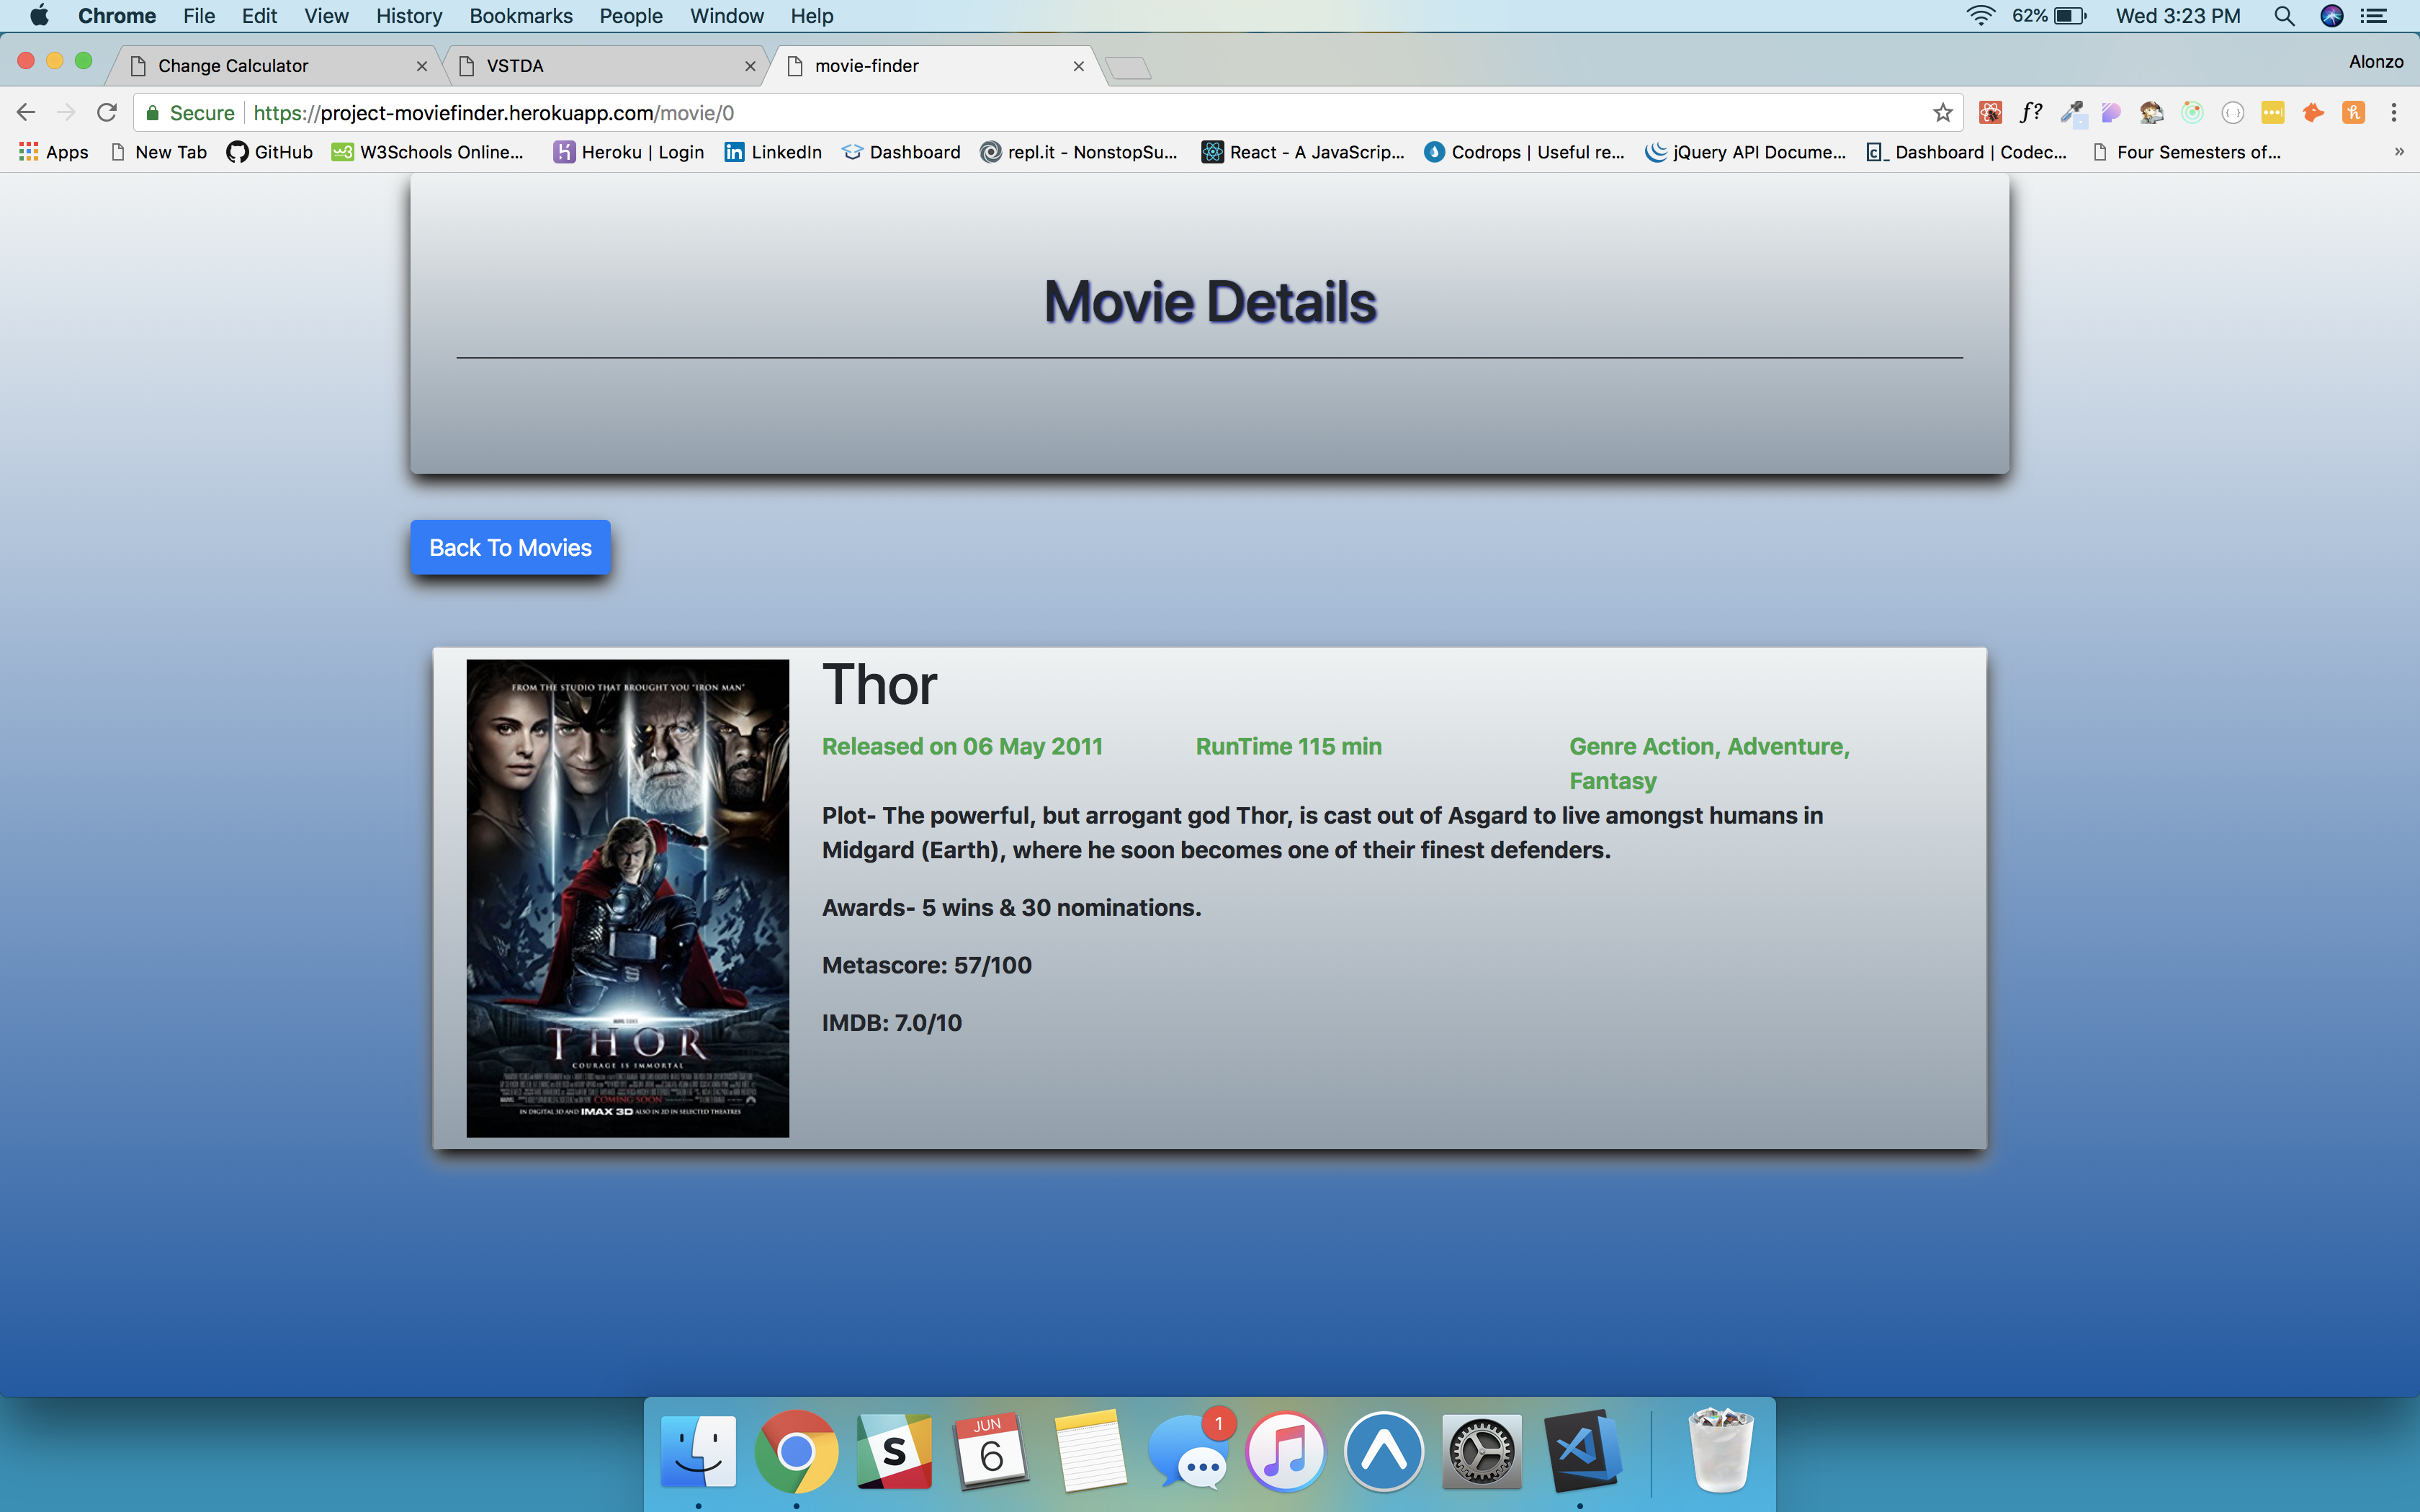 Chrome File Edit View History Bookmarks People Window Help 62% Wed 3:23 PM
Change Calculator VSTDA movie-finder Alonzo
Secure https://project-moviefinder.herokuapp.com/movie/0 f?
Apps New Tab GitHub W3Schools Online... Heroku | Login LinkedIn Dashboard repl.it - NonstopSu... React - A JavaScrip... Codrops | Useful re... jQuery API Docume... Dashboard | Codec... Four Semesters of... »
Movie Details
Back To Movies
FROM THE STUDIO THAT BROUGHT YOU "IRON MAN"
THOR
COURAGE IS IMMORTAL
COMING SOON
IN DIGITAL 3D AND IMAX 3D ALSO IN 2D IN SELECTED THEATRES
Thor
Released on 06 May 2011 RunTime 115 min Genre Action, Adventure,
Fantasy
Plot- The powerful, but arrogant god Thor, is cast out of Asgard to live amongst humans in
Midgard (Earth), where he soon becomes one of their finest defenders.
Awards- 5 wins & 30 nominations.
Metascore: 57/100
IMDB: 7.0/10
S JUN 6 1